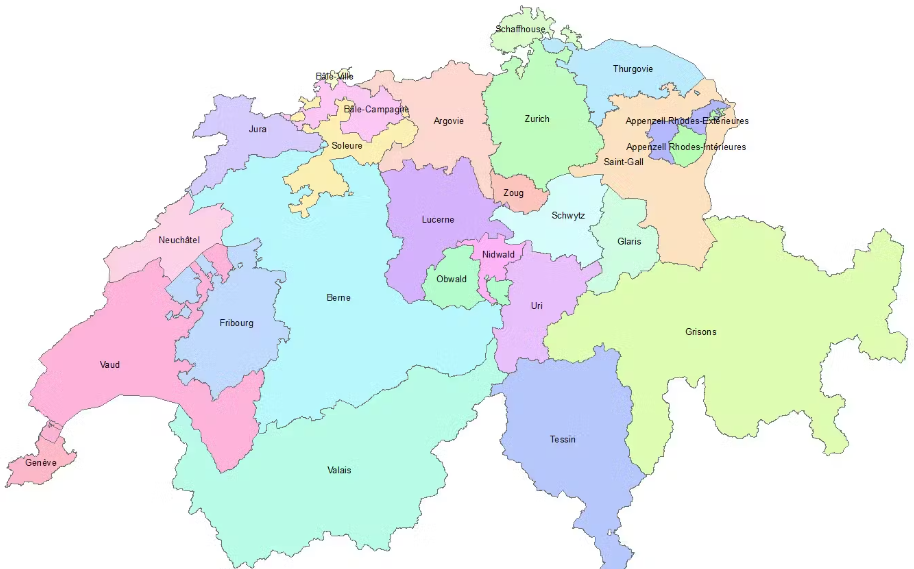 Schaffhouse
Thurgovie
Bâle-Ville
Bâle-Campagne
Argovie
Zurich
Appenzell Rhodes-Extérieures
Jura
Soleure
Appenzell Rhodes-Intérieures
Saint-Gall
Zoug
Lucerne
Schwytz
Neuchâtel
Glaris
Nidwald
Obwald
Berne
Uri
Fribourg
Grisons
Vaud
Tessin
Genêve
Valais